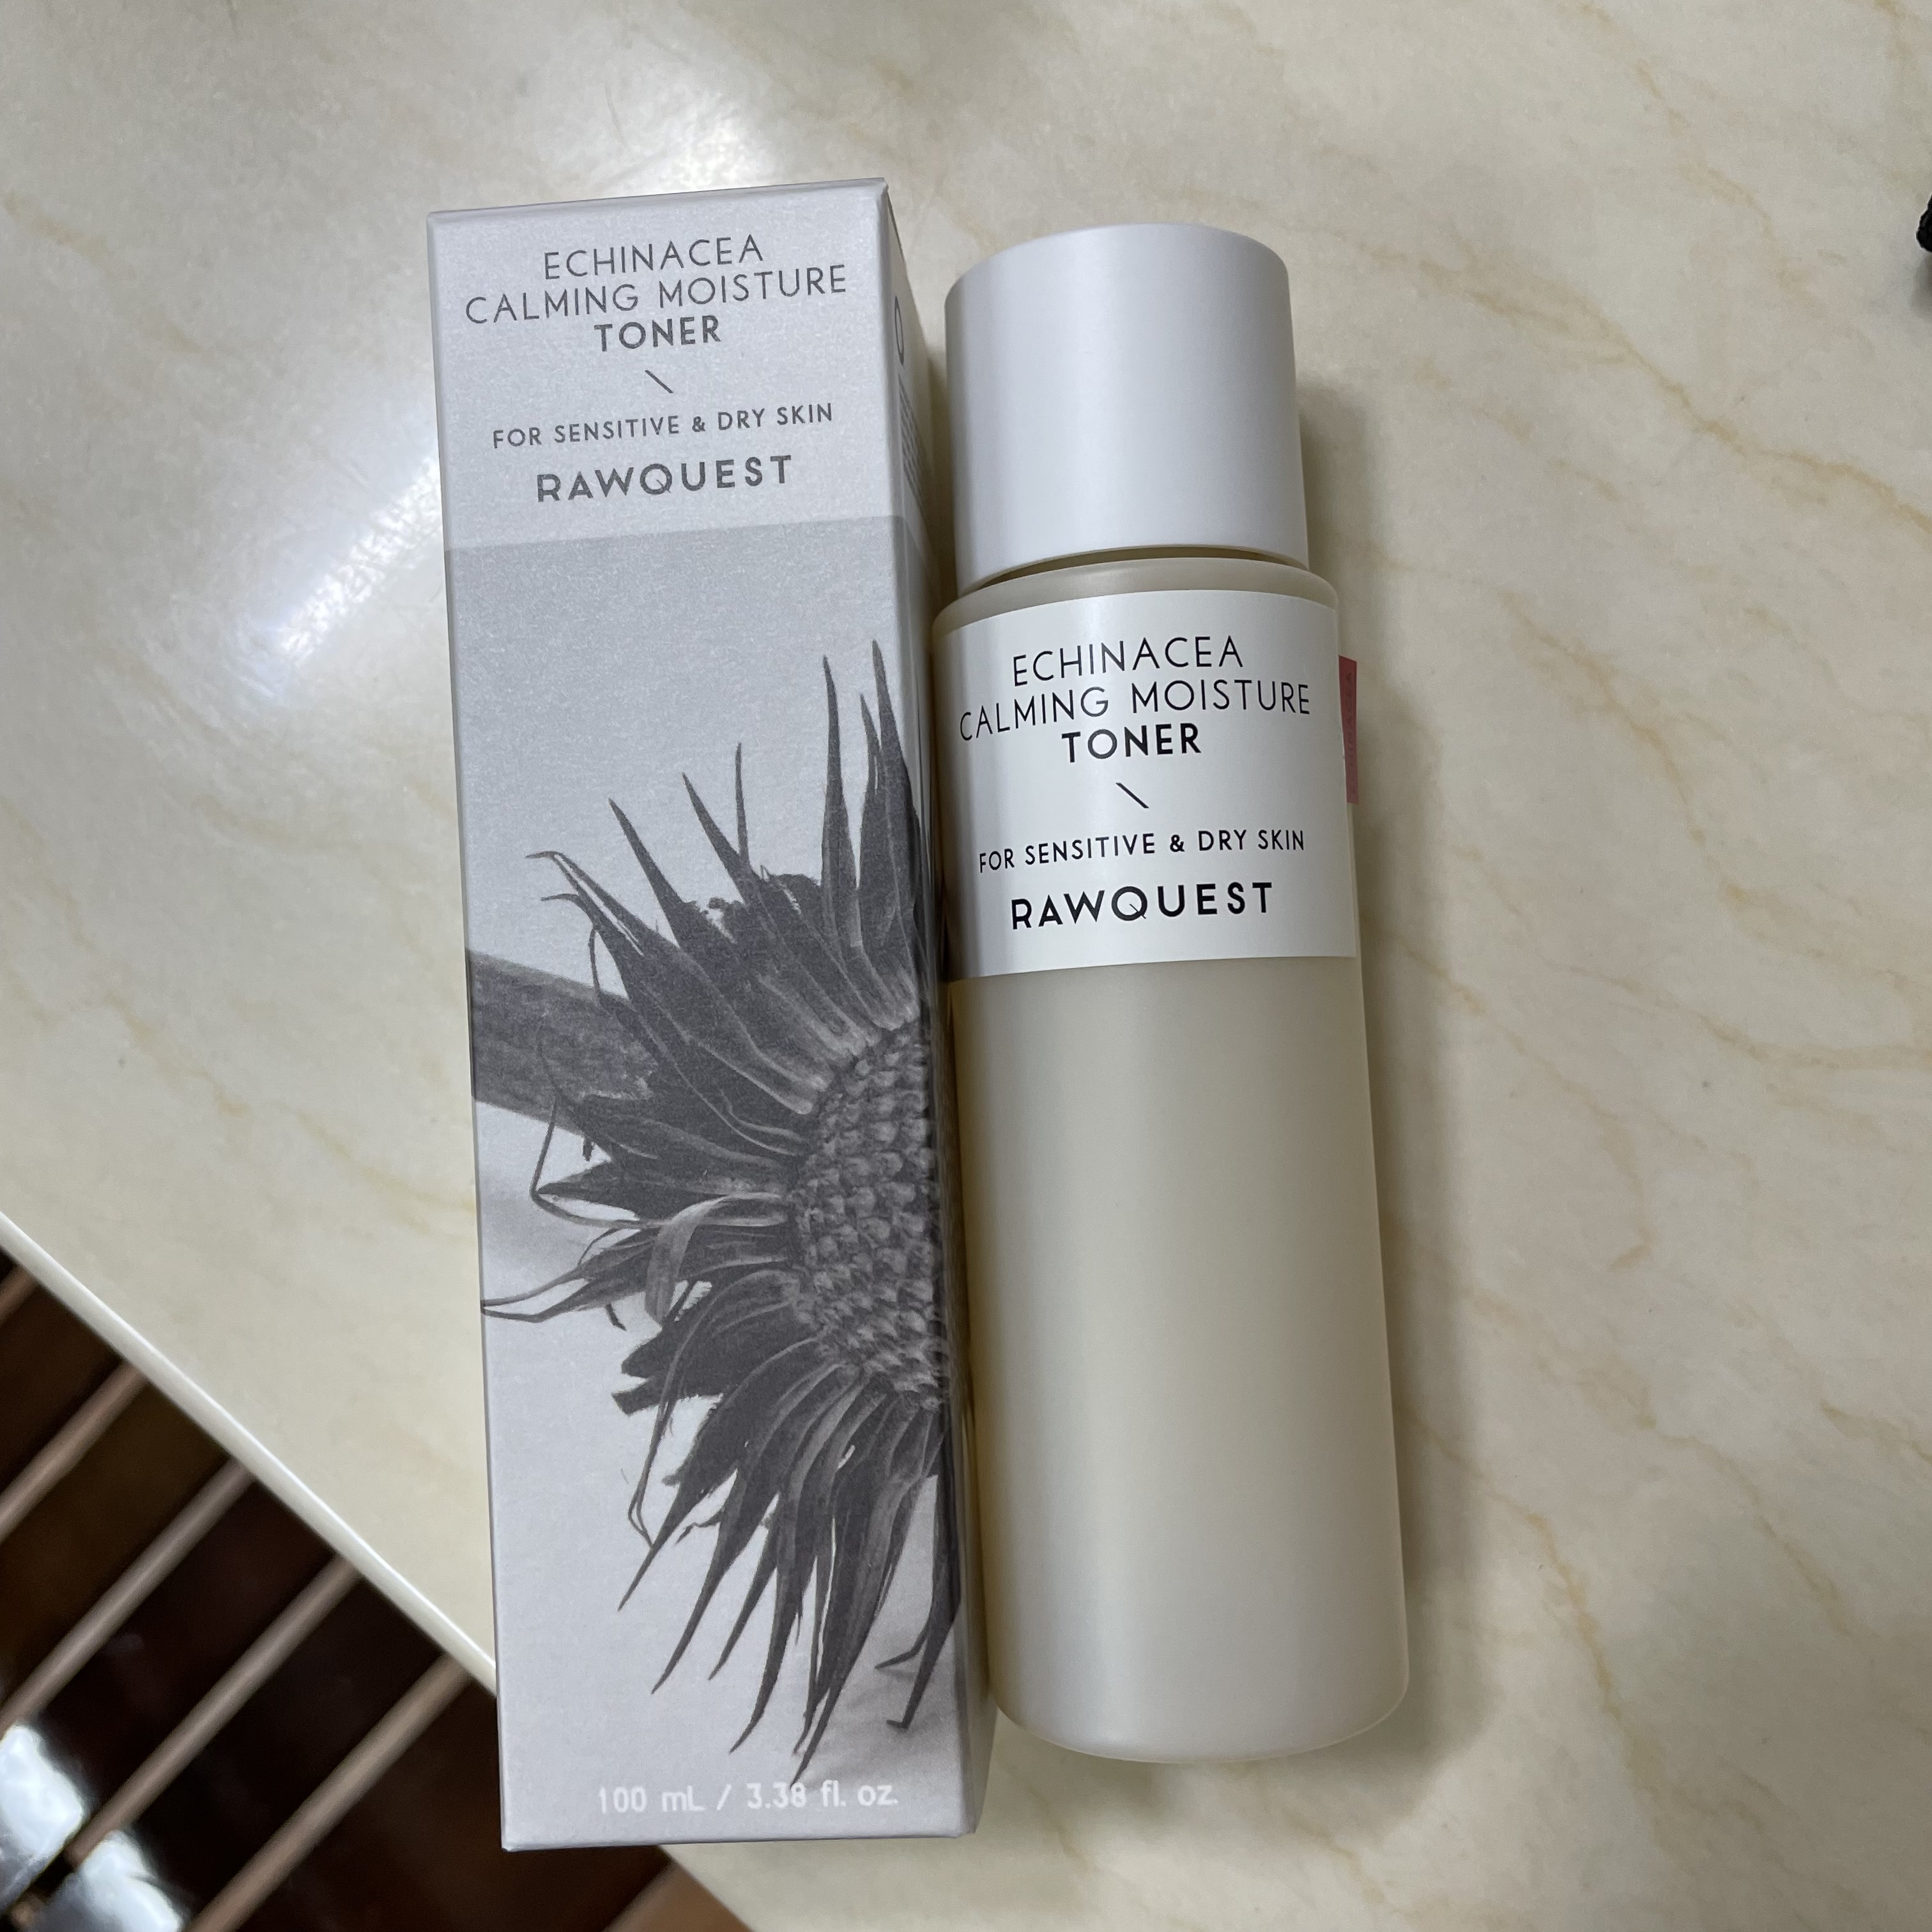 ECHINACEA
CALMING MOISTURE
TONER
FOR SENSITIVE & DRY SKIN
RAWQUEST
100 mL / 3.38 fl. oz.
ECHINACEA
CALMING MOISTURE
TONER
FOR SENSITIVE & DRY SKIN
RAWQUEST